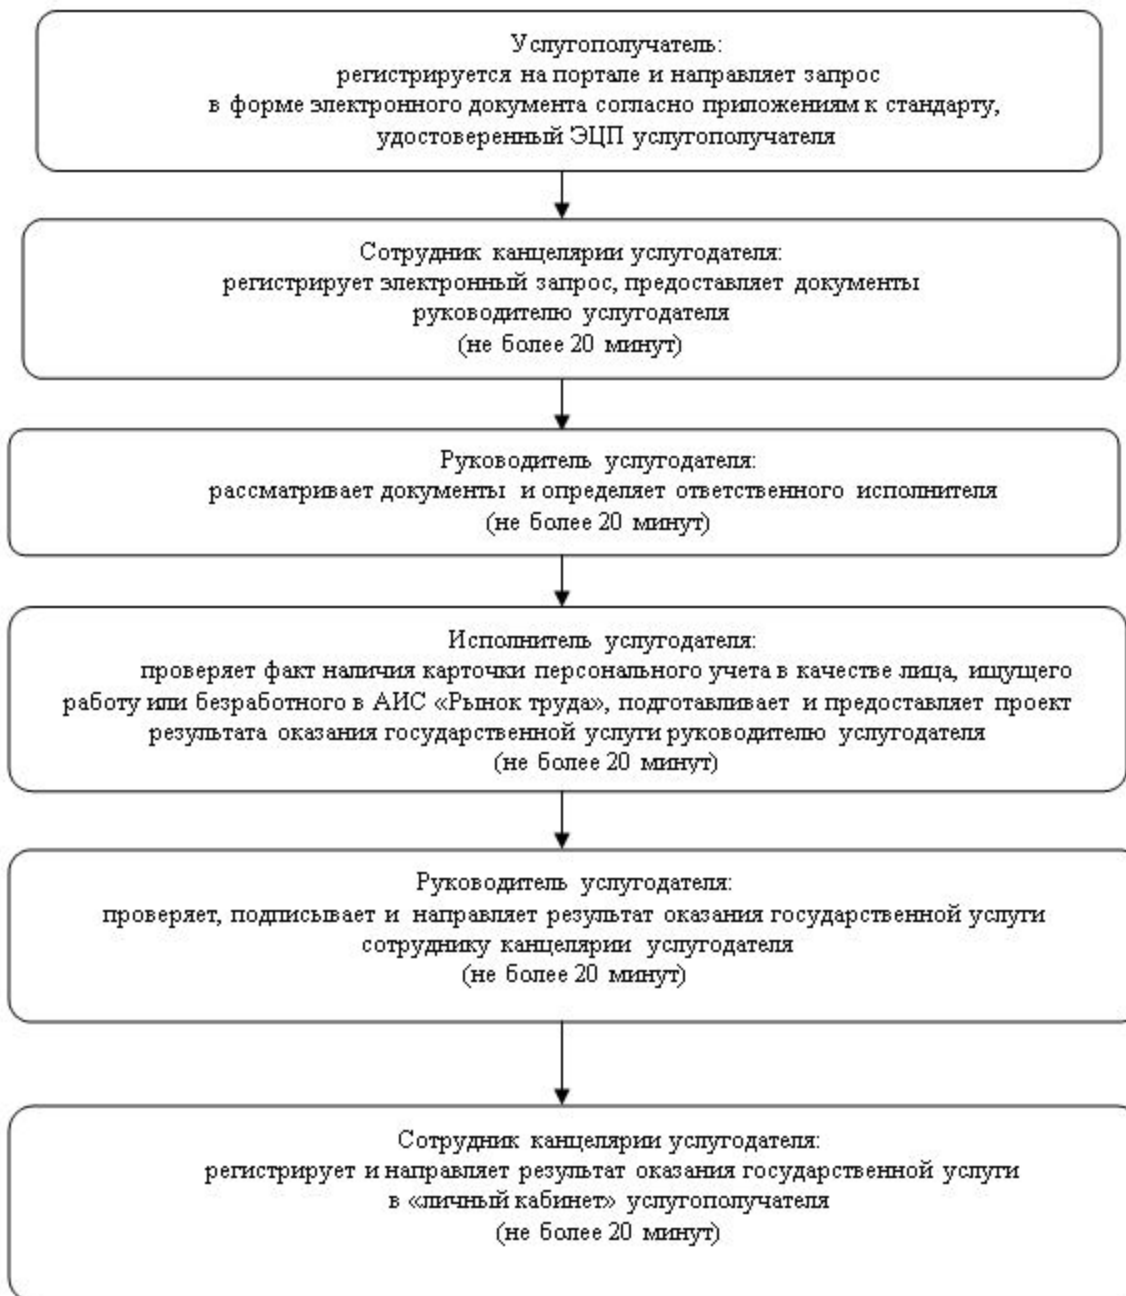 Услугополучатель:
регистрируется на портале и направляет запрос
в форме электронного документа согласно приложениям к стандарту,
удостоверенный ЭЦП услугополучателя
Сотрудник канцелярии услугодателя:
регистрирует электронный запрос, предоставляет документы
руководителю услугодателя
(не более 20 минут)
Руководитель услугодателя:
рассматривает документы и определяет ответственного исполнителя
(не более 20 минут)
Исполнитель услугодателя:
проверяет факт наличия карточки персонального учета в качестве лица, ищущего
работу или безработного в АИС «Рынок труда», подготавливает и предоставляет проект
результата оказания государственной услуги руководителю услугодателя
(не более 20 минут)
Руководитель услугодателя:
проверяет, подписывает и направляет результат оказания государственной услуги
сотруднику канцелярии услугодателя
(не более 20 минут)
Сотрудник канцелярии услугодателя:
регистрирует и направляет результат оказания государственной услуги
в «личный кабинет» услугополучателя
(не более 20 минут)